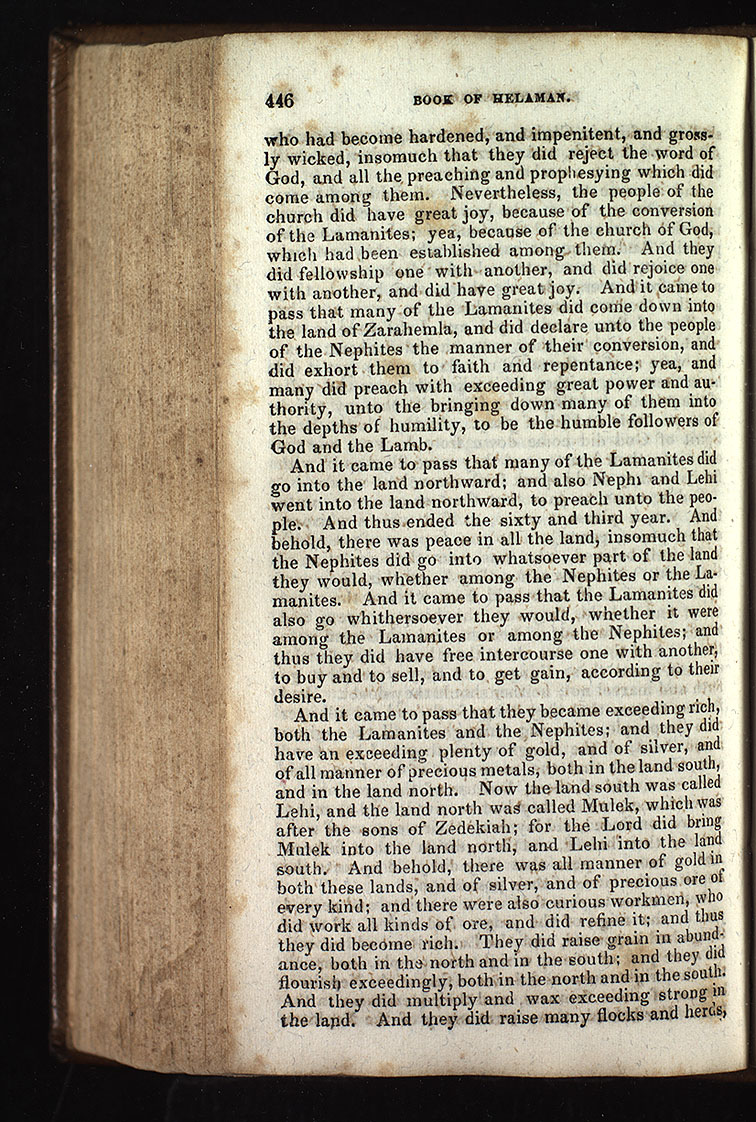 446 BOOK OF HELAMAN.
who had become hardened, and impenitent, and gross-
ly wicked, insomuch that they did reject the word of
God, and all the preaching and prophesying which did
come among them. Nevertheless, the people of the
church did have great joy, because of the conversion
of the Lamanites; yea, because of the church of God,
which had been established among them. And they
did fellowship one with another, and did rejoice one
with another, and did have great joy. And it came to
pass that many of the Lamanites did come down into
the land of Zarahemla, and did declare unto the people
of the Nephites the manner of their conversion, and
did exhort them to faith and repentance; yea, and
many did preach with exceeding great power and au-
thority, unto the bringing down many of them into
the depths of humility, to be the humble followers of
God and the Lamb.
And it came to pass that many of the Lamanites did
go into the land northward; and also Nephi and Lehi
went into the land northward, to preach unto the peo-
ple. And thus ended the sixty and third year. And
behold, there was peace in all the land, insomuch that
the Nephites did go into whatsoever part of the land
they would, whether among the Nephites or the La-
manites. And it came to pass that the Lamanites did
also go whithersoever they would, whether it were
among the Lamanites or among the Nephites; and
thus they did have free intercourse one with another,
to buy and to sell, and to get gain, according to their
desire.
And it came to pass that they became exceeding rich,
both the Lamanites and the Nephites; and they did
have an exceeding plenty of gold, and of silver, and
of all manner of precious metals, both in the land south,
and in the land north. Now the land south was called
Lehi, and the land north was called Mulek, which was
after the sons of Zedekiah; for the Lord did bring
Mulek into the land north, and Lehi into the land
south. And behold, there was all manner of gold in
both these lands, and of silver, and of precious ore of
every kind; and there were also curious workmen, who
did work all kinds of ore, and did refine it; and thus
they did become rich. They did raise grain in abund-
ance, both in the north and in the south; and they did
flourish exceedingly, both in the north and in the south.
And they did multiply and wax exceeding strong in
the land. And they did raise many flocks and herds,